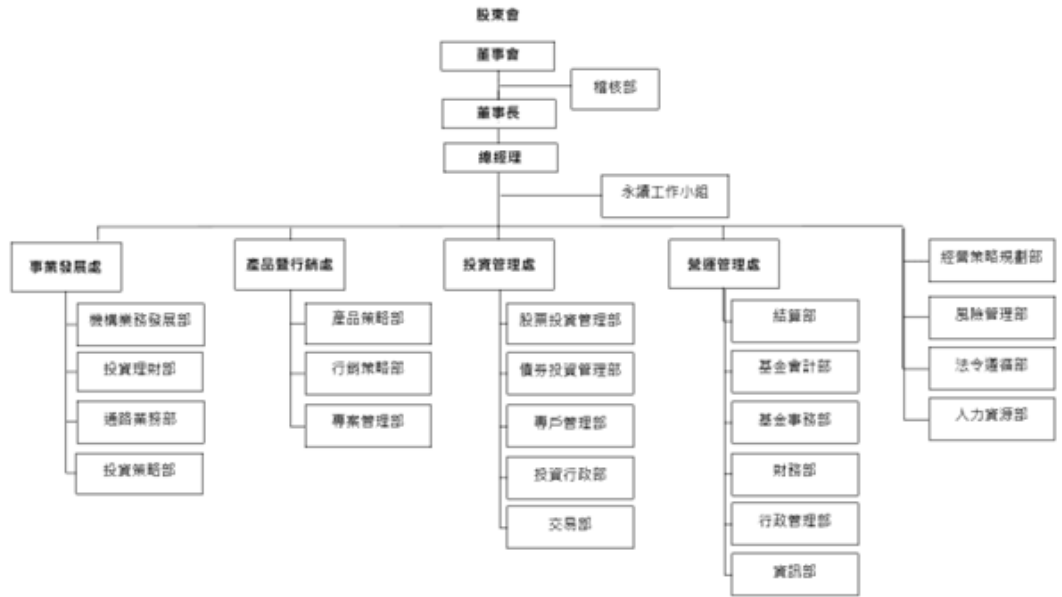 股東會
董事會
稽核部
董事長
總經理
永續工作小組
事業發展處
機構業務發展部
投資理財部
通路業務部
投資策略部
產品暨行銷處
產品策略部
行銷策略部
專案管理部
投資管理處
股票投資管理部
債券投資管理部
專戶管理部
投資行政部
交易部
營運管理處
結算部
基金會計部
基金事務部
財務部
行政管理部
資訊部
經營策略規劃部
風險管理部
法令遵循部
人力資源部